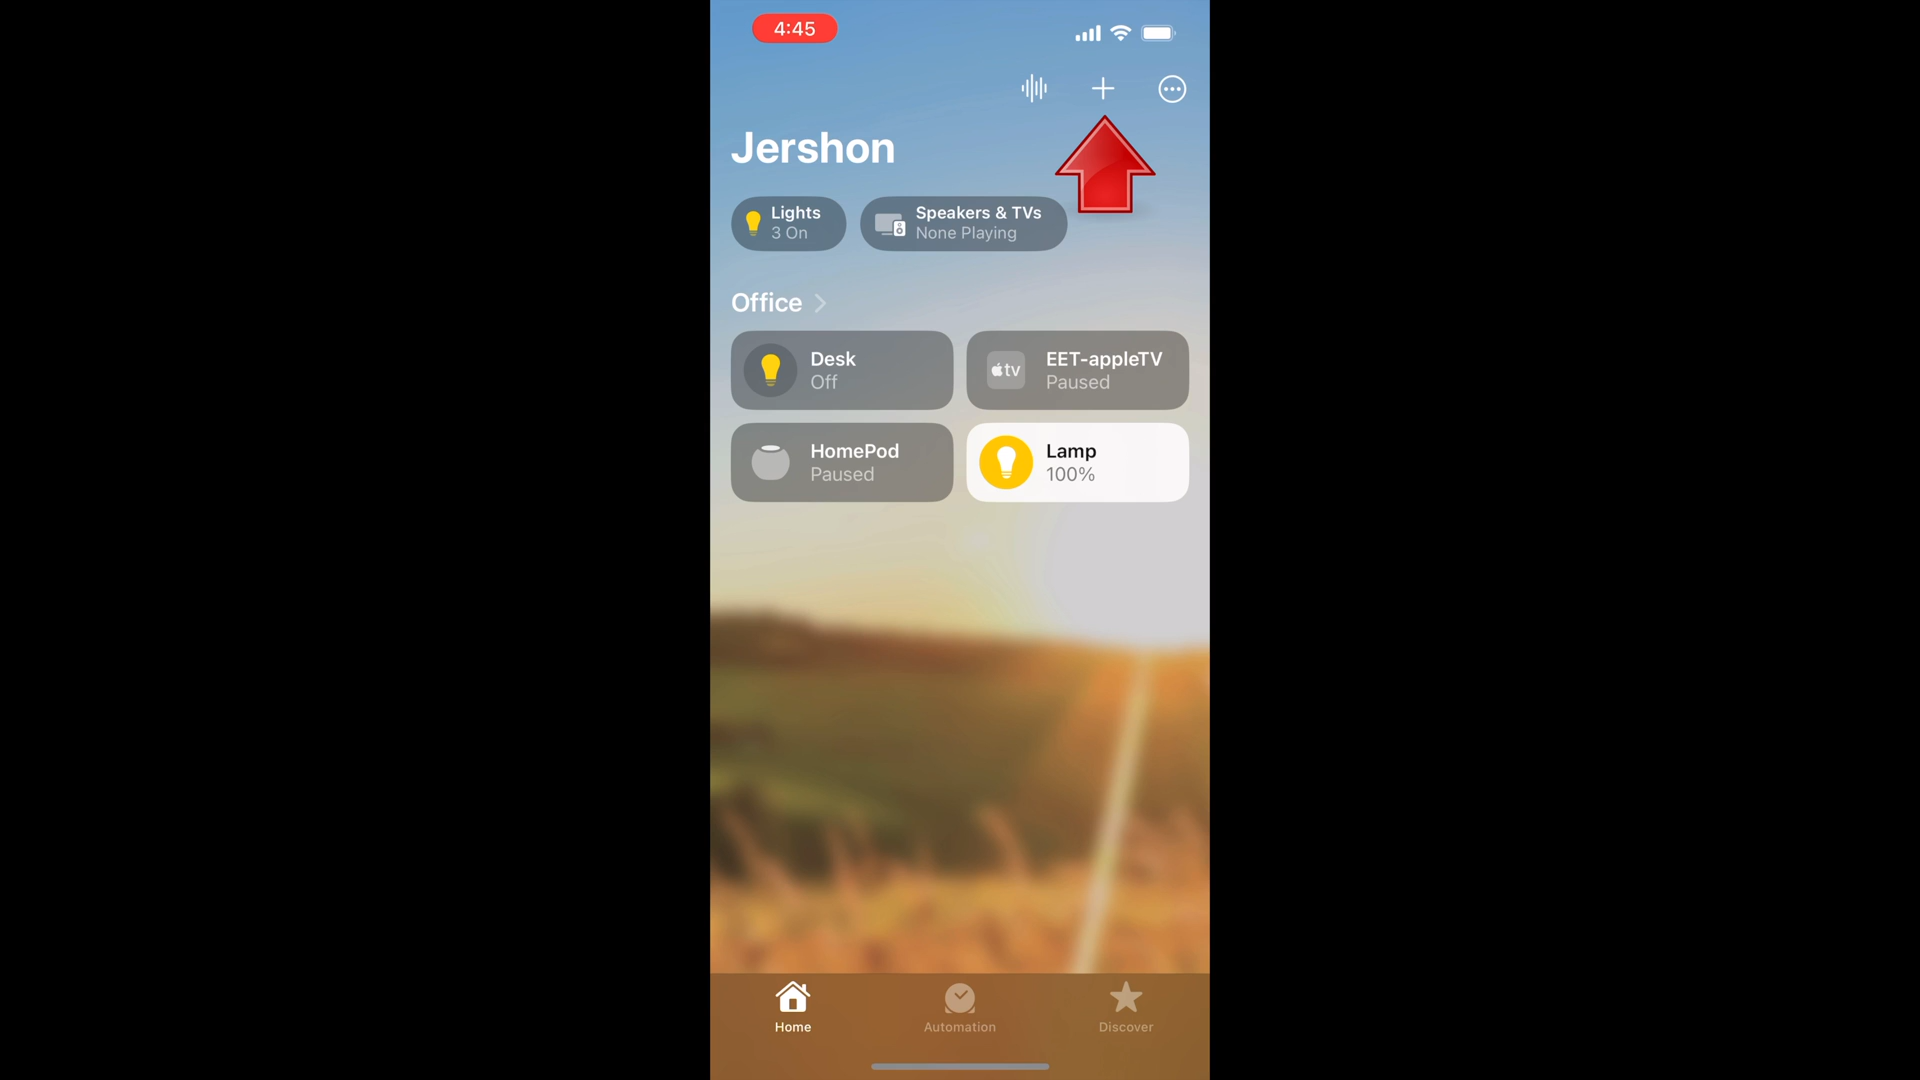 4:45
Jershon
Lights
3 On
Speakers & TVs
None Playing
Office
Desk
Off
tv
EET-appleTV
Paused
HomePod
Paused
Lamp
100%
Home
Automation
Discover